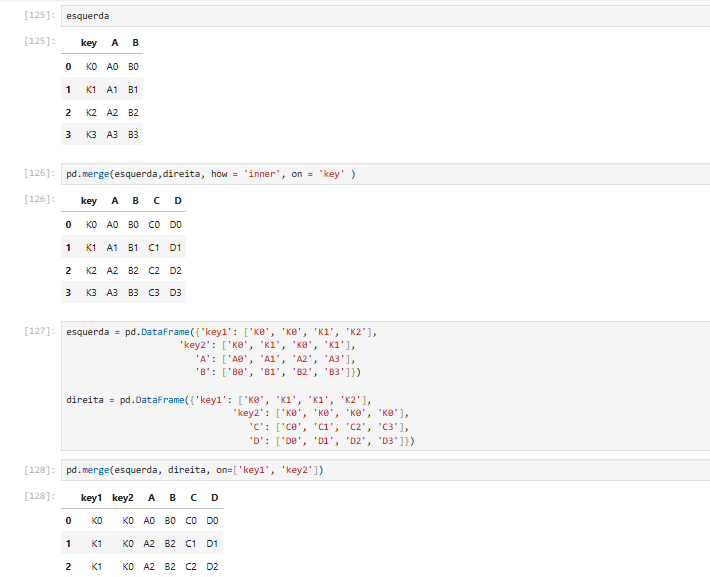 [125]: esquerda
[125]:
key A B
0 K0 A0 B0
1 K1 A1 B1
2 K2 A2 B2
3 K3 A3 B3
[126]: pd.merge(esquerda,direita, how = 'inner', on = 'key' )
[126]:
key A B C D
0 K0 A0 B0 C0 D0
1 K1 A1 B1 C1 D1
2 K2 A2 B2 C2 D2
3 K3 A3 B3 C3 D3
[127]: esquerda = pd.DataFrame({'key1': ['K0', 'K0', 'K1', 'K2'],
'key2': ['K0', 'K1', 'K0', 'K1'],
'A': ['A0', 'A1', 'A2', 'A3'],
'B': ['B0', 'B1', 'B2', 'B3']})
direita = pd.DataFrame({'key1': ['K0', 'K1', 'K1', 'K2'],
'key2': ['K0', 'K0', 'K0', 'K0'],
'C': ['C0', 'C1', 'C2', 'C3'],
'D': ['D0', 'D1', 'D2', 'D3']})
[128]: pd.merge(esquerda, direita, on=['key1', 'key2'])
[128]:
key1 key2 A B C D
0 K0 K0 A0 B0 C0 D0
1 K1 K0 A2 B2 C1 D1
2 K1 K0 A2 B2 C2 D2